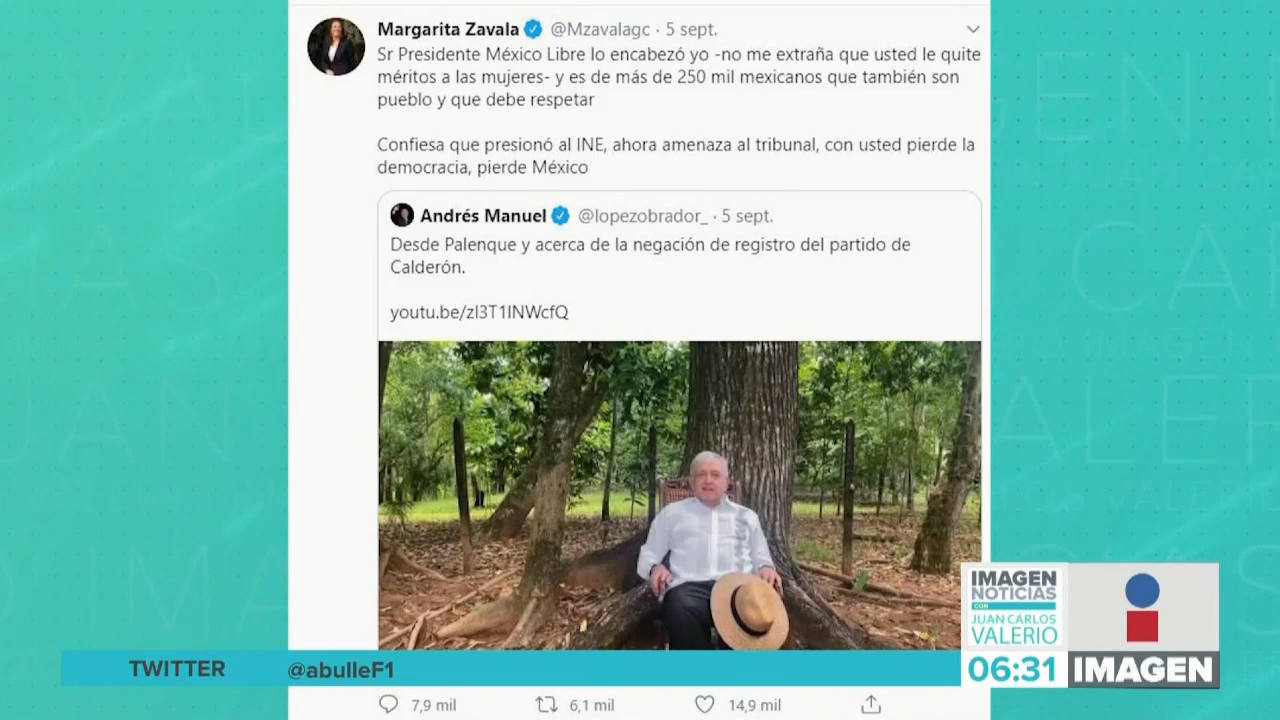 Margarita Zavala @Mzavalagc · 5 sept.
Sr Presidente México Libre lo encabezó yo -no me extraña que usted le quite
méritos a las mujeres- y es de más de 250 mil mexicanos que también son
pueblo y que debe respetar
Confiesa que presionó al INE, ahora amenaza al tribunal, con usted pierde la
democracia, pierde México
Andrés Manuel @lopezobrador_ · 5 sept.
Desde Palenque y acerca de la negación de registro del partido de
Calderón.
youtu.be/zI3T1INWcfQ
IMAGEN
NOTICIAS
CON
JUAN CARLOS
VALERIO
TWITTER @abulleF1
06:31 IMAGEN
7,9 mil 6,1 mil 14,9 mil